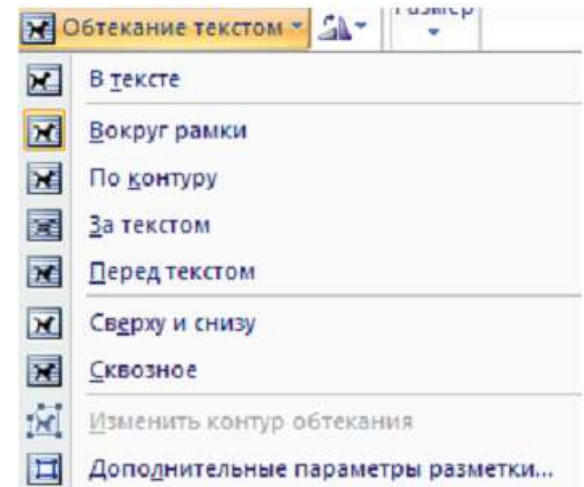 Обтекание текстом
Размер
В тексте
Вокруг рамки
По контуру
За текстом
Перед текстом
Сверху и снизу
Сквозное
Изменить контур обтекания
Дополнительные параметры разметки...